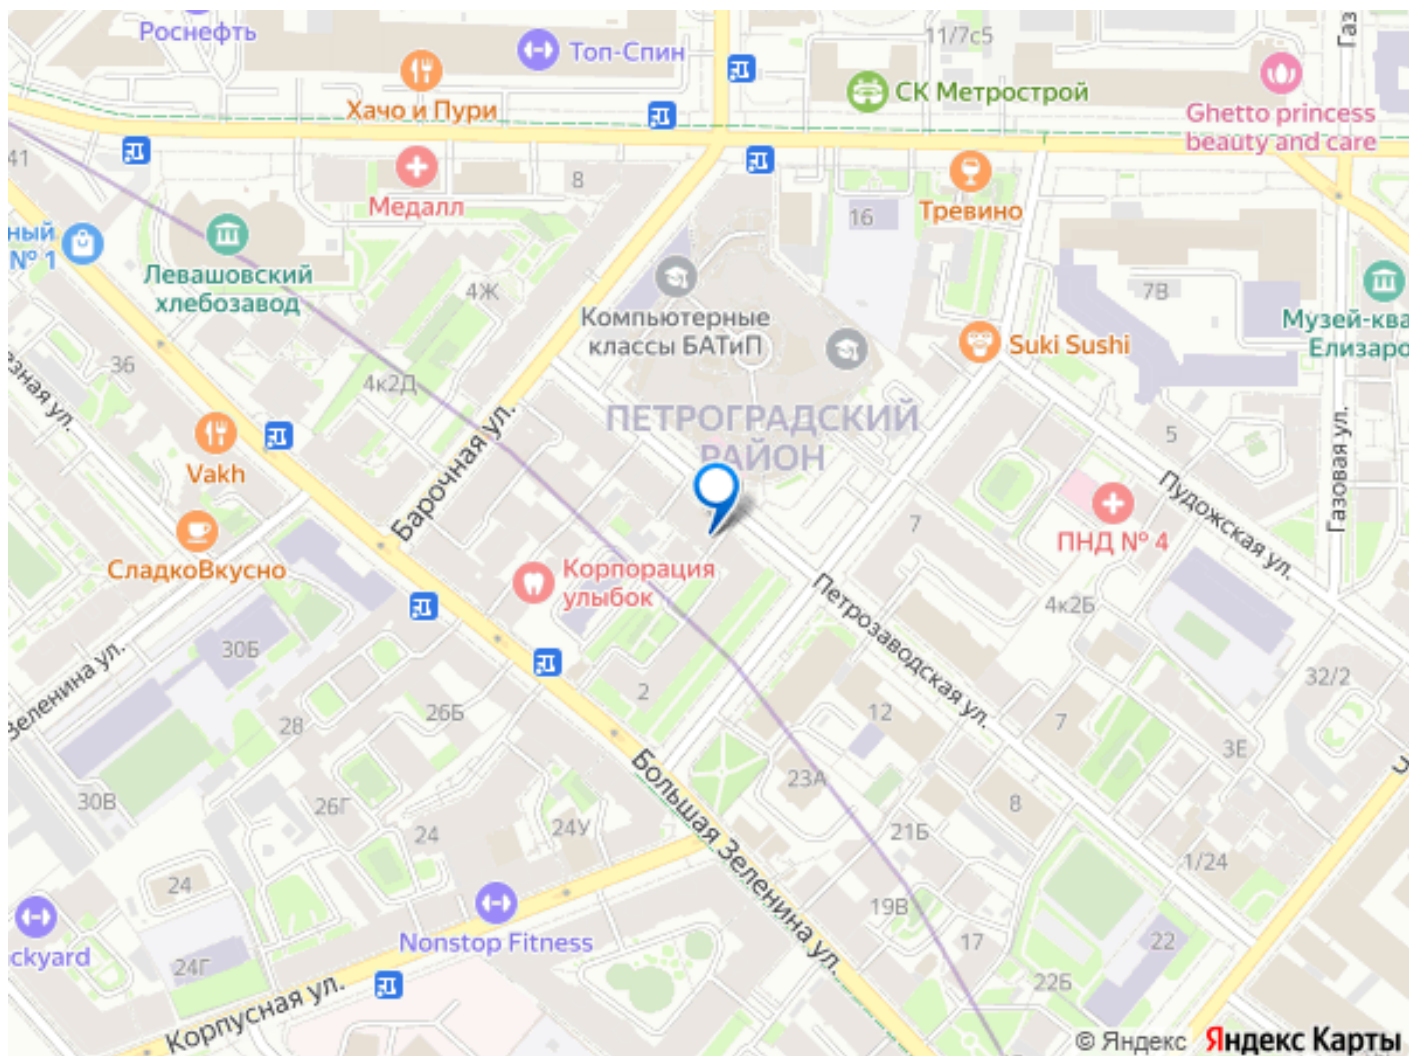 Роснефть
Топ-Спин
11/7с5
Газо
Хачо и Пури
СК Метрострой
Ghetto princess
beauty and care
41
Медалл
8
Тревино
16
ный
№ 1
Левашовский
хлебозавод
4Ж
Компьютерные
классы БАТиП
7В
Музей-ква
Елизаро
Suki Sushi
36
4к2Д
зная ул.
ПЕТРОГРАДСКИЙ
РАЙОН
Барочная ул.
Vakh
5
Газовая ул.
Пудожская ул.
7
ПНД № 4
СладкоВкусно
Корпорация
улыбок
Петрозаводская ул.
4к2Б
30Б
Зеленина ул.
2
32/2
28
26Б
12
7
3Е
Большая Зеленина ул.
23А
30В
26Г
24
24У
8
21Б
1/24
24
19В
Nonstop Fitness
ckyard
17
22
24Г
22Б
Корпусная ул.
© Яндекс Яндекс Карты